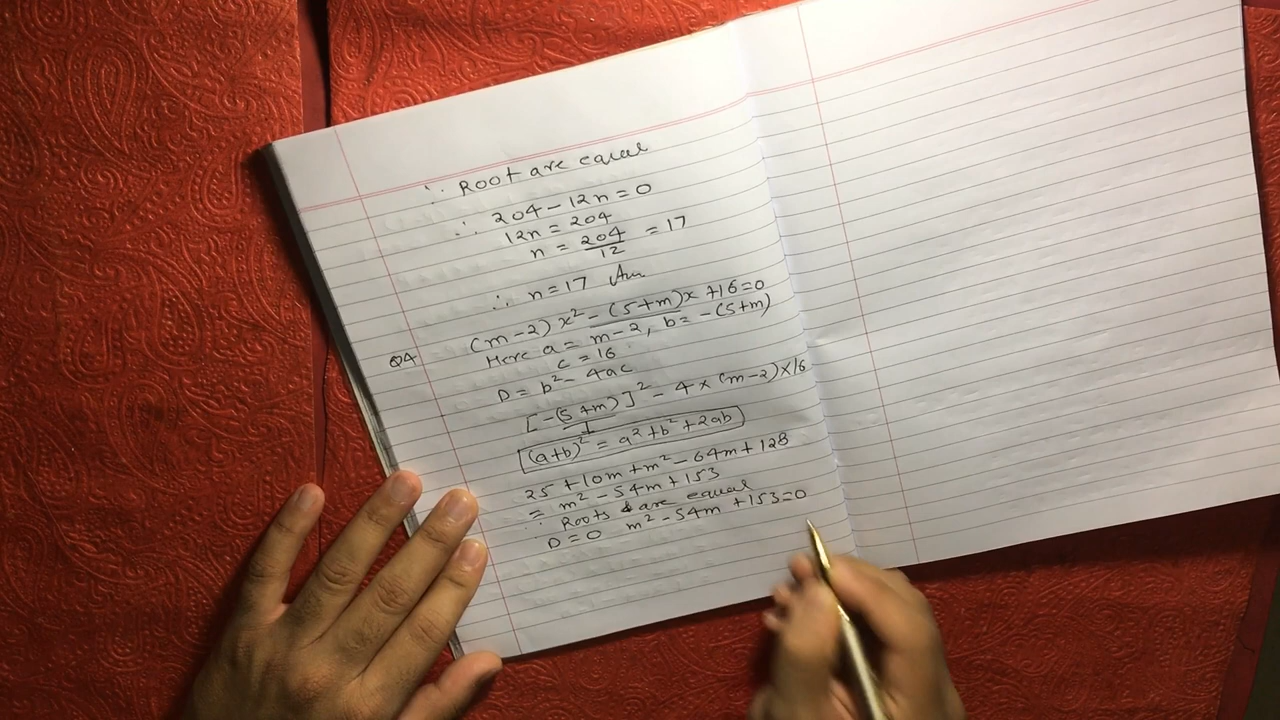 ∵ Root are equal
∴ 204 - 12n = 0
12n = 204
n = 204/12 = 17
∴ n = 17 Ans
Q4 (m-2)x² - (5+m)x + 16 = 0
Here a = m-2, b = -(5+m)
c = 16
D = b² - 4ac
[-(5+m)]² - 4×(m-2)×16
(a+b)² = a² + b² + 2ab
25 + 10m + m² - 64m + 128
= m² - 54m + 153
∵ Roots are equal
D = 0 m² - 54m + 153 = 0